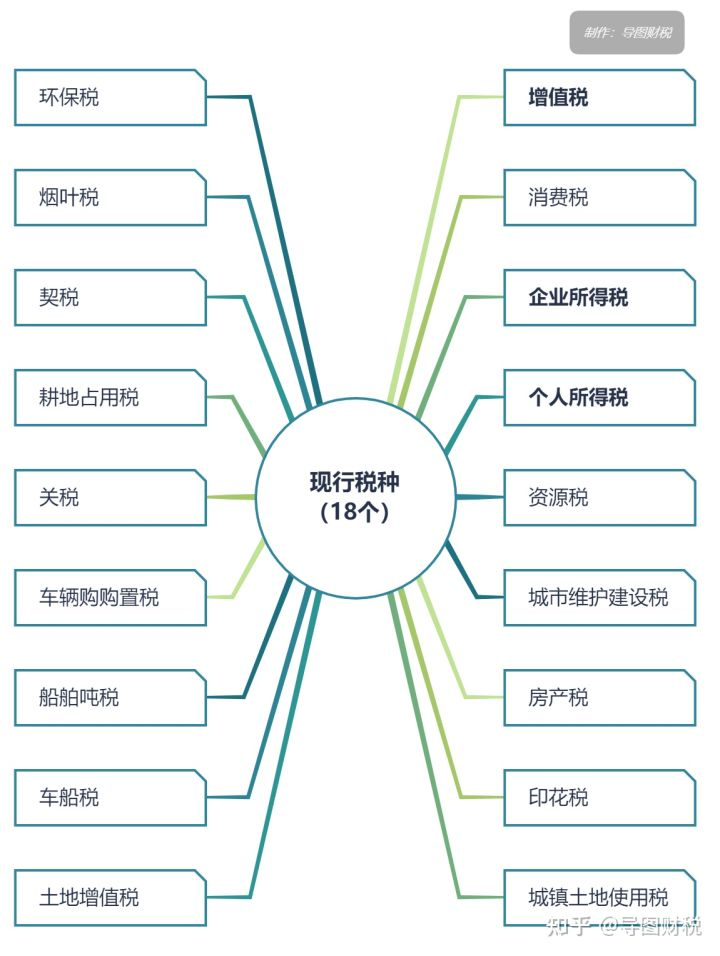 制作：导图财税
环保税
烟叶税
契税
耕地占用税
关税
车辆购购置税
船舶吨税
车船税
土地增值税
现行税种
（18个）
增值税
消费税
企业所得税
个人所得税
资源税
城市维护建设税
房产税
印花税
城镇土地使用税
知乎 @导图财税